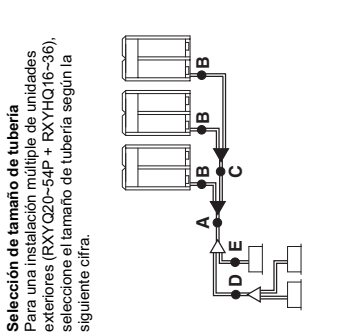 Selección de tamaño de tubería
Para una instalación múltiple de unidades
exteriores (RXYQ20~54P + RXYHQ16~36),
seleccione el tamaño de tubería según la
siguiente cifra.
B
B
B
A
C
D
E